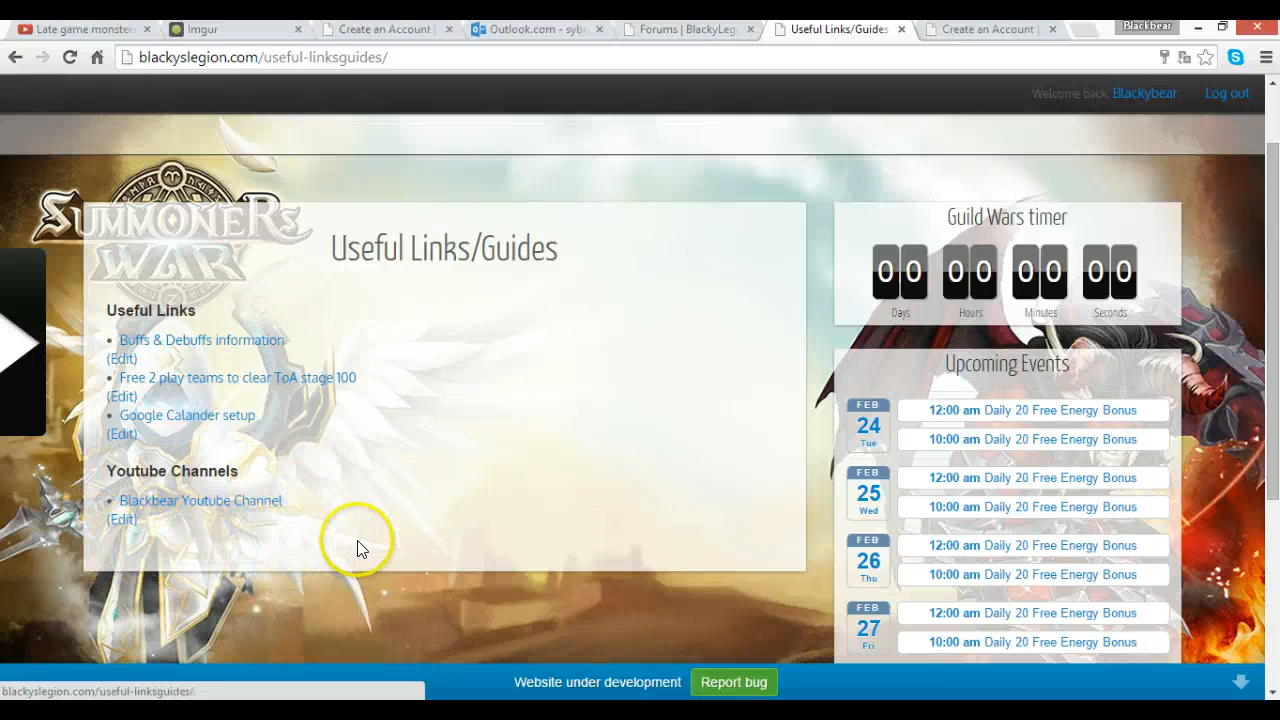 Late game monsters
Imgur
Create an Account |
Outlook.com - sybr
Forums | BlackyLeg
Useful Links/Guides
Create an Account |
Blackbear
blackyslegion.com/useful-linksguides/
Welcome back, Blackybear
Log out
SUMMONERS
WAR
Useful Links/Guides
Useful Links
Buffs & Debuffs information
(Edit)
Free 2 play teams to clear ToA stage 100
(Edit)
Google Calander setup
(Edit)
Youtube Channels
Blackbear Youtube Channel
(Edit)
Guild Wars timer
00 00 00 00
Days Hours Minutes Seconds
Upcoming Events
FEB
24
Tue
12:00 am Daily 20 Free Energy Bonus
10:00 am Daily 20 Free Energy Bonus
FEB
25
Wed
12:00 am Daily 20 Free Energy Bonus
10:00 am Daily 20 Free Energy Bonus
FEB
26
Thu
12:00 am Daily 20 Free Energy Bonus
10:00 am Daily 20 Free Energy Bonus
FEB
27
Fri
12:00 am Daily 20 Free Energy Bonus
10:00 am Daily 20 Free Energy Bonus
Website under development
Report bug
blackyslegion.com/useful-linksguides/